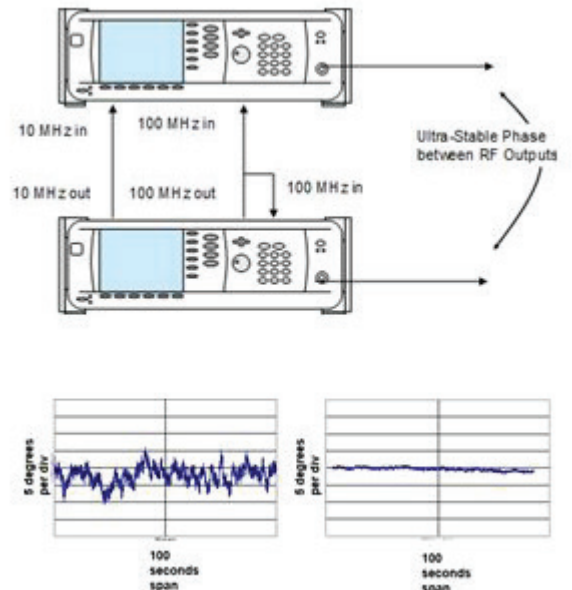 10 MHz in
100 MHz in
Ultra-Stable Phase
between RF Outputs
10 MHz out
100 MHz out
100 MHz in
5 degrees
per div
5 degrees
per div
100
seconds
span
100
seconds
span